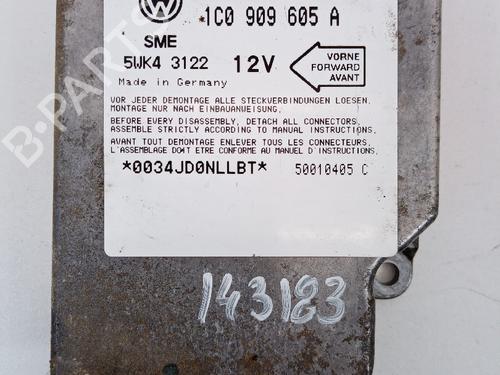 1C0 909 605 A
SME
5WK4 3122 12V
VORNE
FORWARD
AVANT
Made in Germany
VOR JEDER DEMONTAGE ALLE STECKVERBINDUNGEN LOESEN.
MONTAGE NUR NACH EINBAUANWEISUNG.
BEFORE EVERY DISASSEMBLY, DETACH ALL CONNECTORS,
ASSEMBLE STRICTLY ACCORDING TO MANUAL INSTRUCTIONS.
AVANT TOUT DEMONTAGE ENLEVER TOUS LES CONNECTEURS.
L'ASSEMBLAGE DOIT ETRE CONFORME AU MANUEL D'INSTRUCTIONS.
*0034JD0NLLBT* 50010405 C
143183
B-PARTS